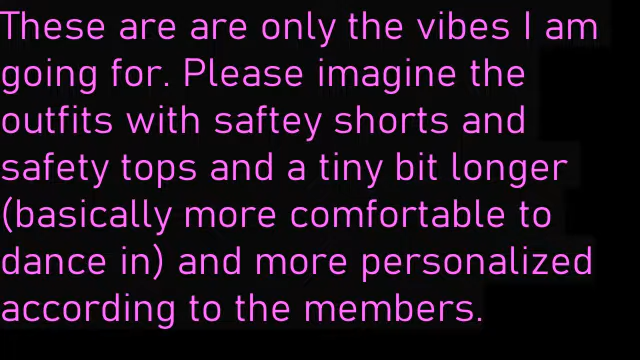 These are are only the vibes I am
going for. Please imagine the
outfits with saftey shorts and
safety tops and a tiny bit longer
(basically more comfortable to
dance in) and more personalized
according to the members.